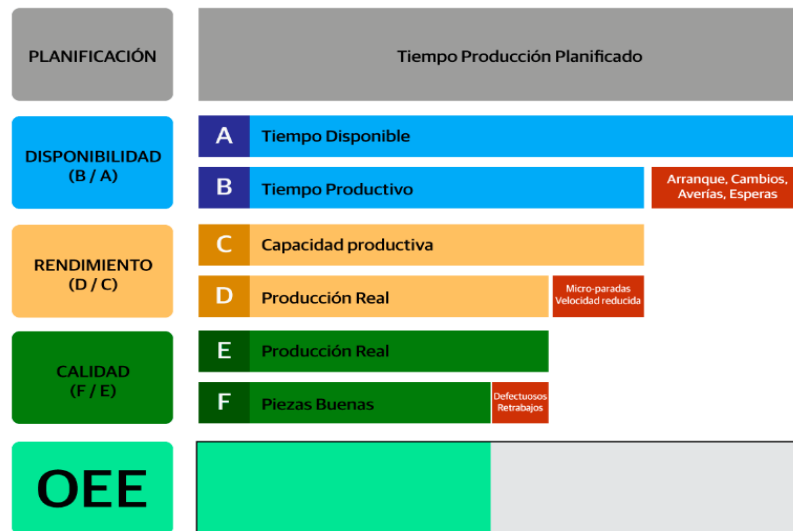 PLANIFICACIÓN
Tiempo Producción Planificado
DISPONIBILIDAD
(B / A)
A
Tiempo Disponible
B
Tiempo Productivo
Arranque, Cambios,
Averías, Esperas
RENDIMIENTO
(D / C)
C
Capacidad productiva
D
Producción Real
Micro-paradas
Velocidad reducida
CALIDAD
(F / E)
E
Producción Real
F
Piezas Buenas
Defectuosos
Retrabajos
OEE